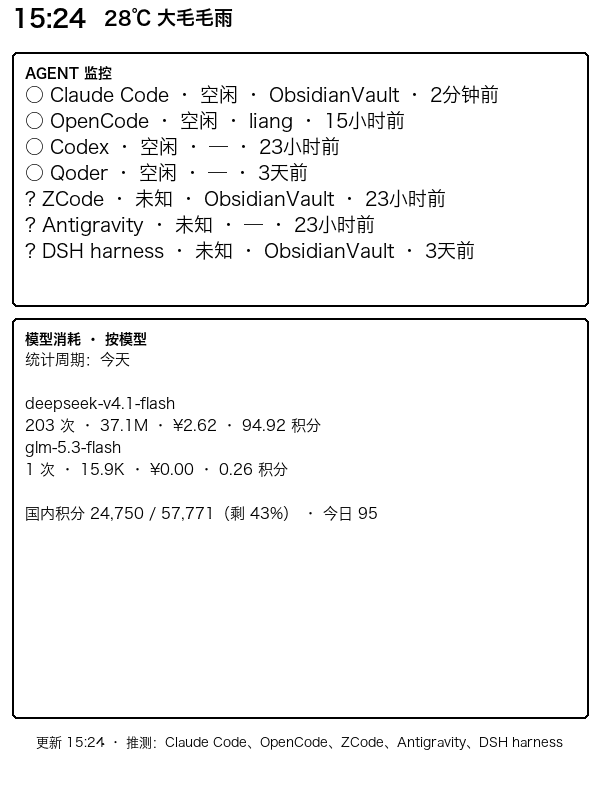 15:24 28℃ 大毛毛雨
AGENT 监控
○ Claude Code · 空闲 · ObsidianVault · 2分钟前
○ OpenCode · 空闲 · liang · 15小时前
○ Codex · 空闲 · — · 23小时前
○ Qoder · 空闲 · — · 3天前
? ZCode · 未知 · ObsidianVault · 23小时前
? Antigravity · 未知 · — · 23小时前
? DSH harness · 未知 · ObsidianVault · 3天前
模型消耗 · 按模型
统计周期：今天
deepseek-v4.1-flash
203 次 · 37.1M · ¥2.62 · 94.92 积分
glm-5.3-flash
1 次 · 15.9K · ¥0.00 · 0.26 积分
国内积分 24,750 / 57,771（剩 43%） · 今日 95
更新 15:24 · 推测：Claude Code、OpenCode、ZCode、Antigravity、DSH harness